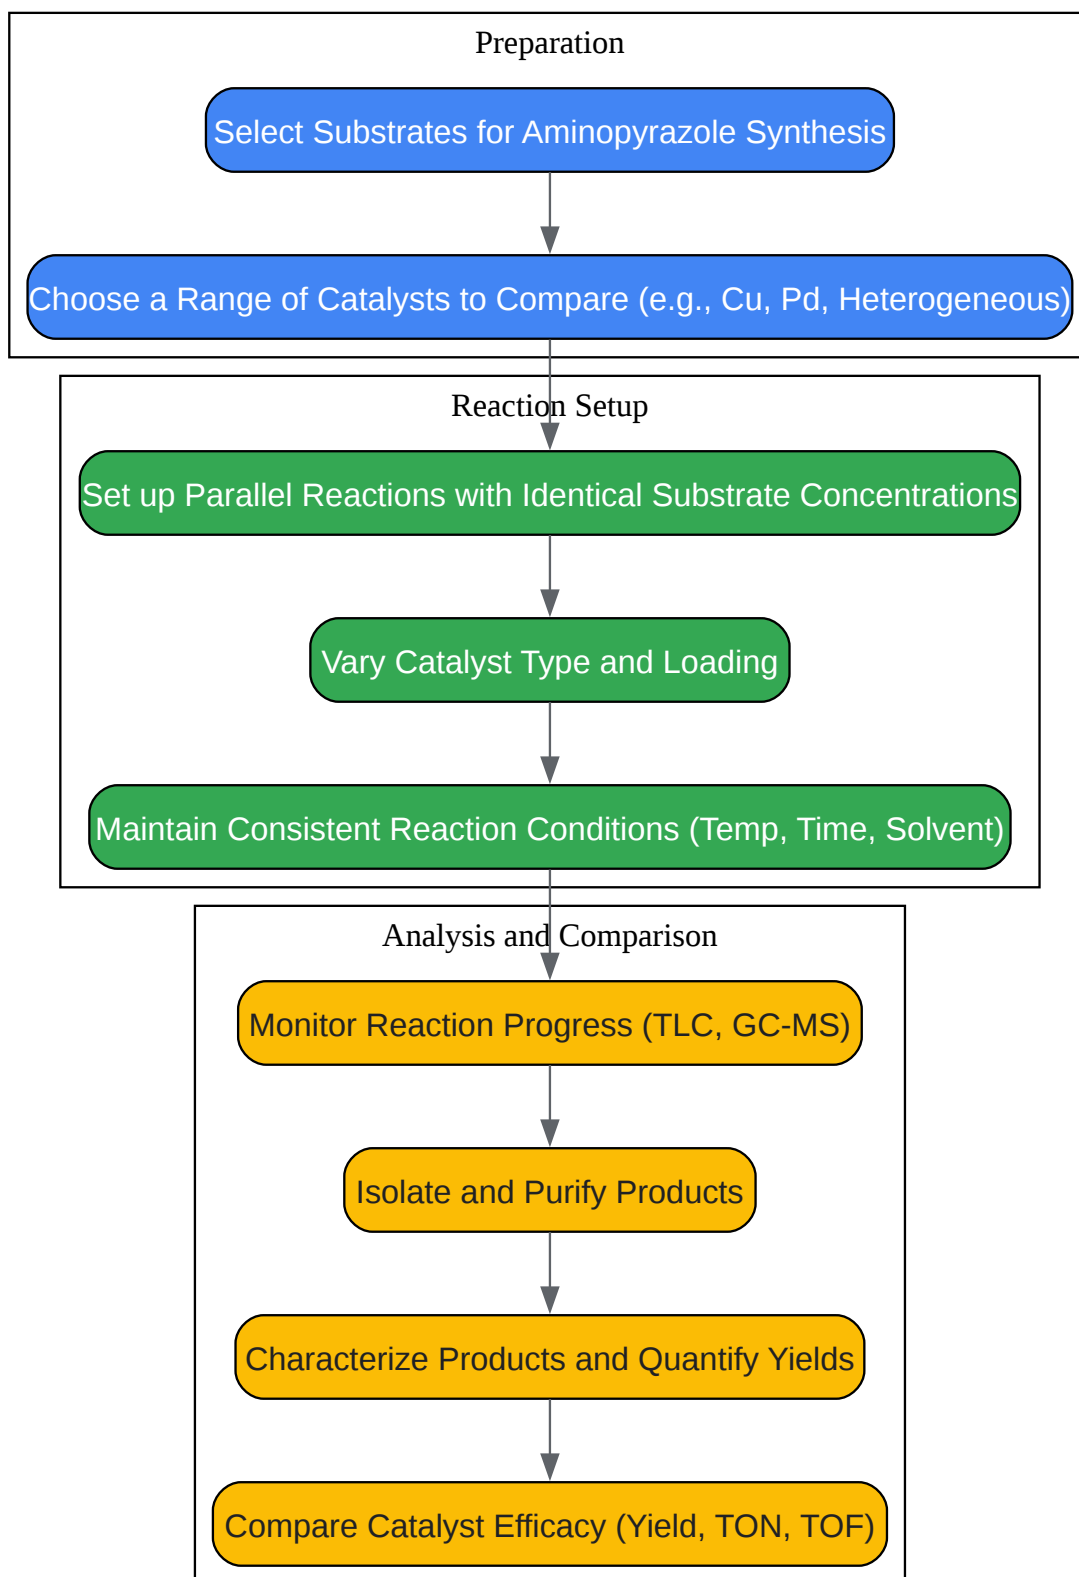 Preparation
Select Substrates for Aminopyrazole Synthesis
Choose a Range of Catalysts to Compare (e.g., Cu, Pd, Heterogeneous)
Reaction Setup
Set up Parallel Reactions with Identical Substrate Concentrations
Vary Catalyst Type and Loading
Maintain Consistent Reaction Conditions (Temp, Time, Solvent)
Analysis and Comparison
Monitor Reaction Progress (TLC, GC-MS)
Isolate and Purify Products
Characterize Products and Quantify Yields
Compare Catalyst Efficacy (Yield, TON, TOF)